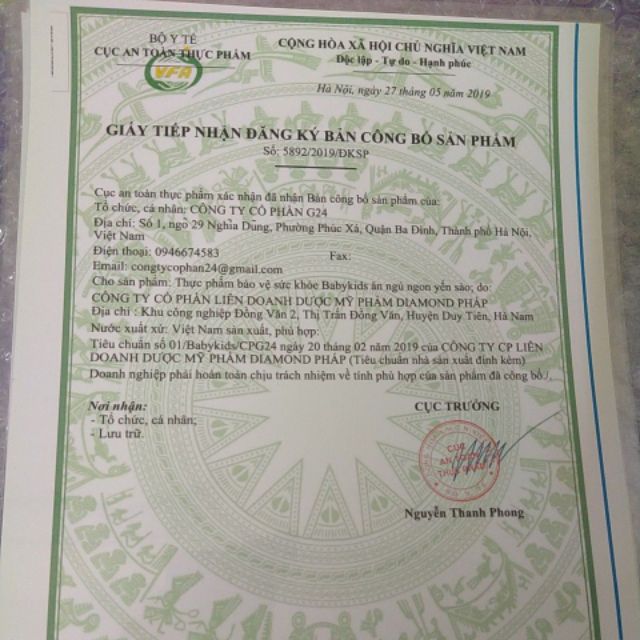 BỘ Y TẾ
CỤC AN TOÀN THỰC PHẨM
VFA
CỘNG HÒA XÃ HỘI CHỦ NGHĨA VIỆT NAM
Độc lập - Tự do - Hạnh phúc
Hà Nội, ngày 27 tháng 05 năm 2019
GIẤY TIẾP NHẬN ĐĂNG KÝ BẢN CÔNG BỐ SẢN PHẨM
Số: 5892/2019/ĐKSP
Cục an toàn thực phẩm xác nhận đã nhận Bản công bố sản phẩm của:
Tổ chức, cá nhân: CÔNG TY CỔ PHẦN G24
Địa chỉ: Số 1, ngõ 29 Nghĩa Dũng, Phường Phúc Xá, Quận Ba Đình, Thành phố Hà Nội,
Việt Nam
Điện thoại: 0946674583 Fax:
Email: congtycophan24@gmail.com
Cho sản phẩm: Thực phẩm bảo vệ sức khỏe Babykids ăn ngủ ngon yến sào; do:
CÔNG TY CỔ PHẦN LIÊN DOANH DƯỢC MỸ PHẨM DIAMOND PHÁP
Địa chỉ : Khu công nghiệp Đồng Văn 2, Thị Trấn Đồng Văn, Huyện Duy Tiên, Hà Nam
Nước xuất xứ: Việt Nam sản xuất, phù hợp:
Tiêu chuẩn số 01/Babykids/CPG24 ngày 20 tháng 02 năm 2019 của CÔNG TY CP LIÊN
DOANH DƯỢC MỸ PHẨM DIAMOND PHÁP (Tiêu chuẩn nhà sản xuất đính kèm)
Doanh nghiệp phải hoàn toàn chịu trách nhiệm về tính phù hợp của sản phẩm đã công bố./.
Nơi nhận:
- Tổ chức, cá nhân;
- Lưu trữ.
CỤC TRƯỞNG
CỤC
Nguyễn Thanh Phong